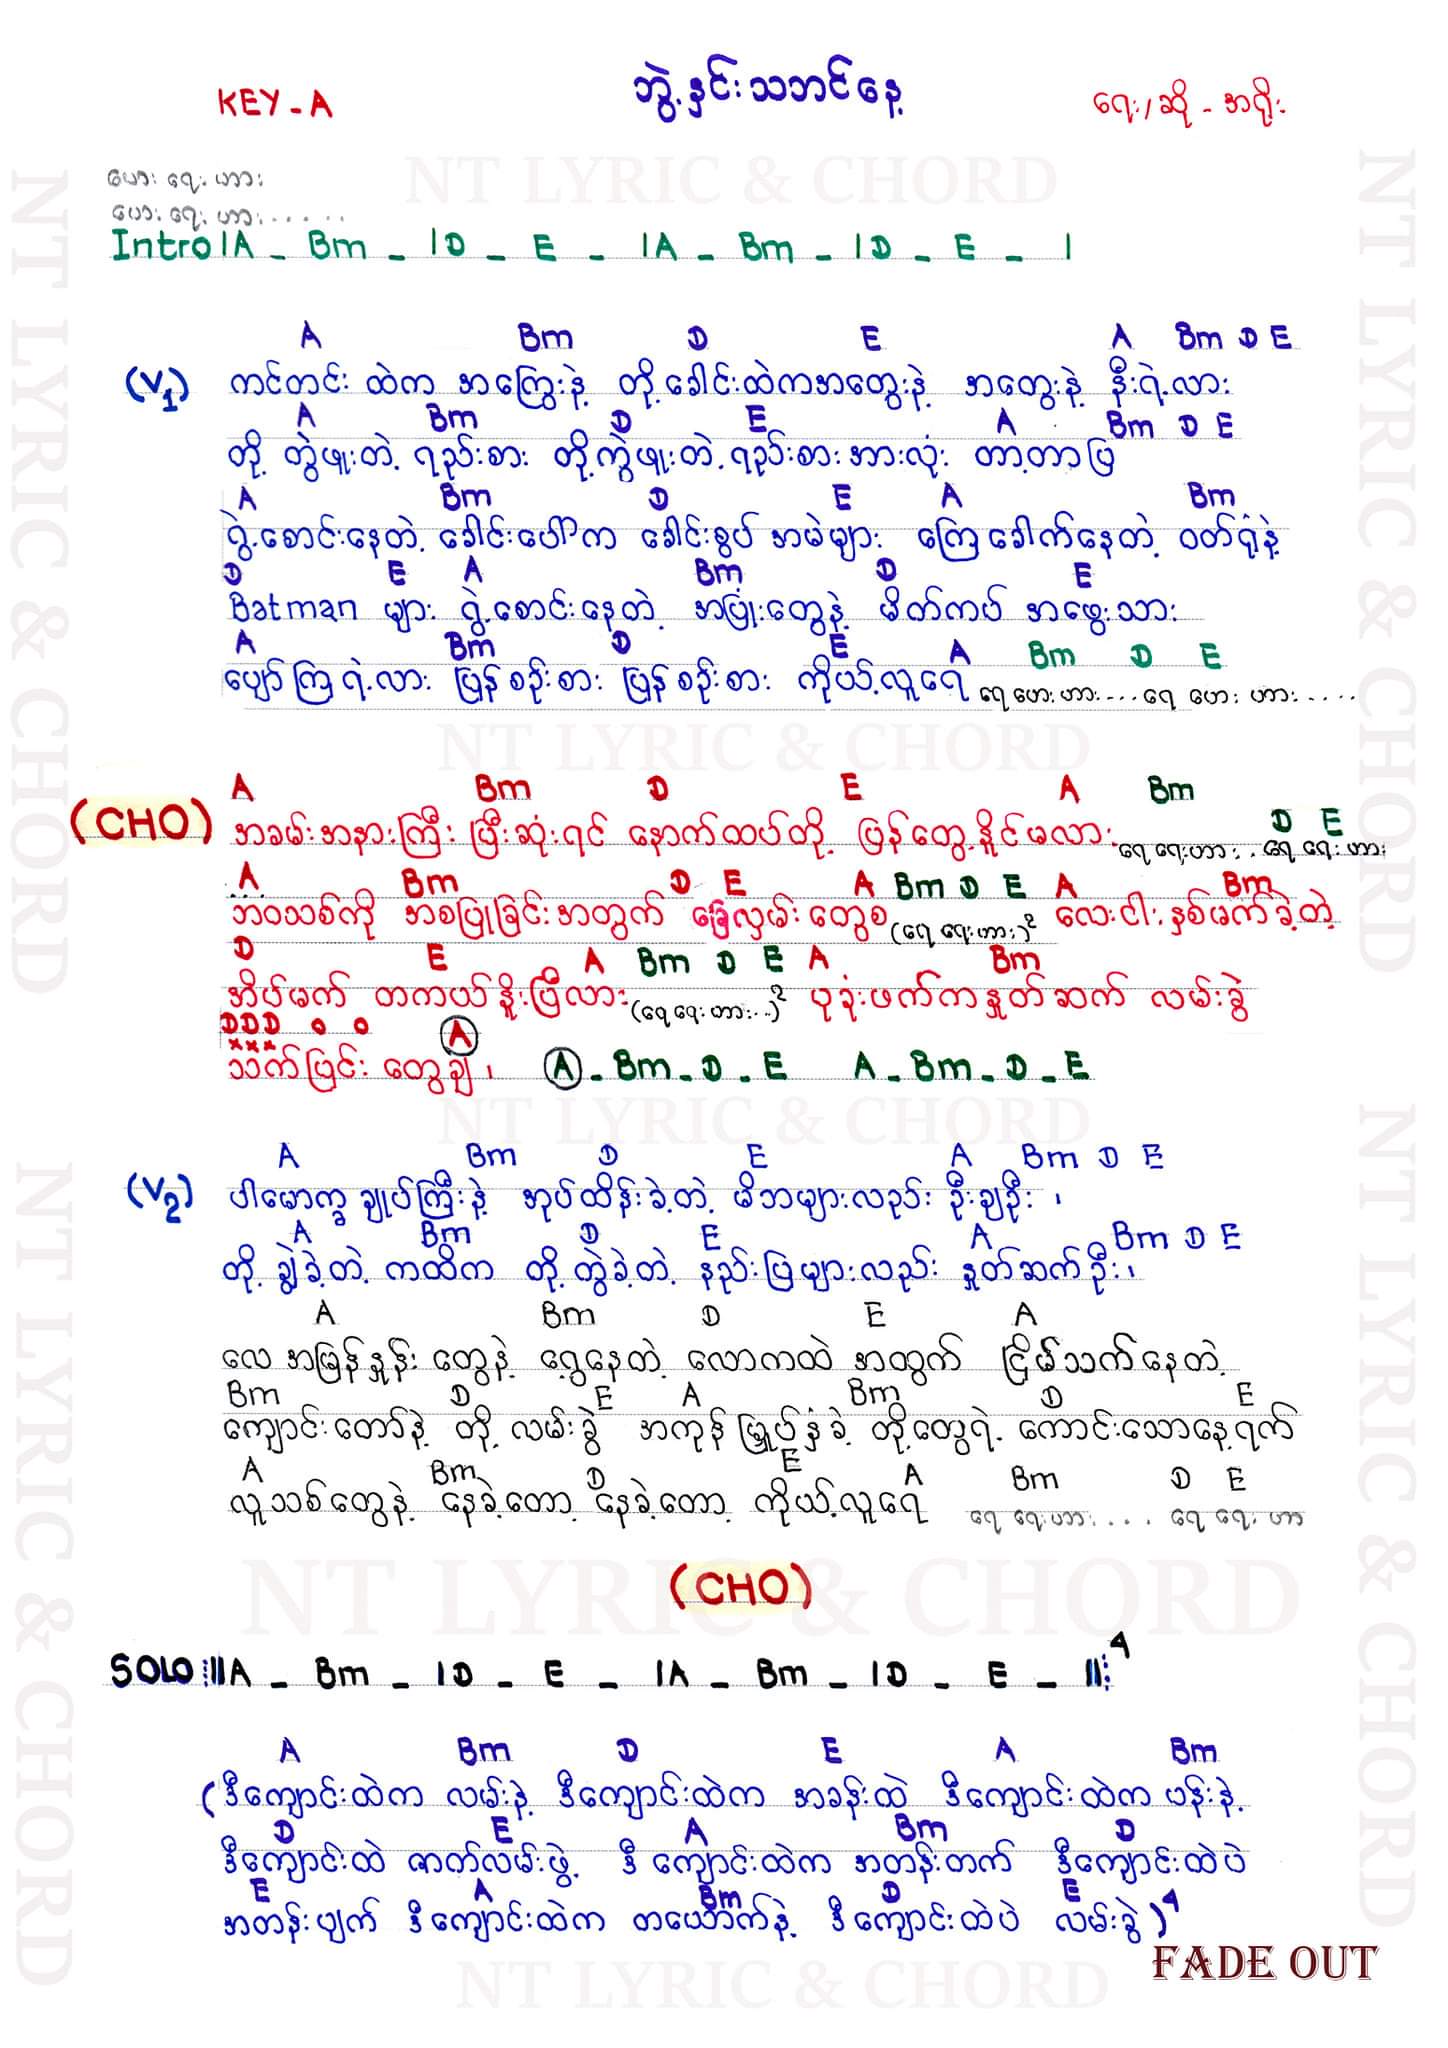 KEY - A
ဘွဲ့နှင်းသဘင်နေ့
ရေး/ဆို - အရိုး
ဟေး ရေး ဟား
ဟေး ရေး ဟား.....
Intro | A _ Bm _ | D _ E _ | A _ Bm _ | D _ E _ |
A Bm D E A Bm D E
(V1) ကင်တင်း ထဲက အကြွေးနဲ့ တို့ခေါင်းထဲကအတွေးနဲ့ အတွေးနဲ့ နီးရဲ့လား
A Bm D E A Bm D E
တို့ တွဲဖူးတဲ့ ရည်းစား တို့ကွဲဖူးတဲ့ ရည်းစားအားလုံး တာ့တာပြ
A Bm D E A Bm
ရွဲ့စောင်းနေတဲ့ ခေါင်းပေါ်က ခေါင်းစွပ် အမဲများ ကြေခေါက်နေတဲ့ ဝတ်ရုံနဲ့
D E A Bm D E
Batman များ ရွဲ့စောင်းနေတဲ့ အပြုံးတွေနဲ့ မိတ်ကပ် အဖွေးသား
A Bm D E A Bm D E
ပျော်ကြရဲ့လား ပြန်စဉ်းစား ပြန်စဉ်းစား ကိုယ့်လူရေ ရေ ဟေး ဟား... ရေ ဟေး ဟား....
A Bm D E A Bm D E
(CHO) အခမ်းအနားကြီး ပြီးဆုံးရင် နောက်ထပ်တို့ ပြန်တွေ့နိူင်မလား ရေ ရေးဟား.. ရေ ရေး ဟား
A Bm D E A Bm D E A Bm
ဘဝသစ်ကို အစပြုခြင်းအတွက် ခြေလှမ်းတွေစ (ရေ ရေးဟား)2 လေးငါးနှစ်မက်ခဲ့တဲ့
D E A Bm D E A Bm
အိပ်မက် တကယ်နိူးပြီလား (ရေ ရေး ဟား..)2 ပုခုံးဖက်ကနှုတ်ဆက် လမ်းခွဲ
D D D o o A
x x x
သက်ပြင်း တွေချ ၊ A _ Bm _ D _ E A _ Bm _ D _ E
A Bm D E A Bm D E
(V2) ပါမောက္ခချုပ်ကြီးနဲ့ အုပ်ထိန်းခဲ့တဲ့ မိဘများလည်း ဦးချဦး ၊
A Bm D E A Bm D E
တို့ ချွဲခဲ့တဲ့ ကထိက တို့ တွဲခဲ့တဲ့ နည်းပြများလည်း နှုတ်ဆက်ဦး၊
A Bm D E A
လေ အမြန်နှုန်း တွေနဲ့ ရွေ့နေတဲ့ လောကထဲ အထွက် ငြိမ်သက်နေတဲ့
Bm D E A Bm D E
ကျောင်းတော်နဲ့ တို့ လမ်းခွဲ အကုန် မြှုပ်နှံခဲ့ တို့တွေရဲ့ ကောင်းသောနေ့ရက်
A Bm D E A Bm D E
လူသစ်တွေနဲ့ နေခဲ့တော့ နေခဲ့တော့ ကိုယ့်လူရေ ရေ ရေးဟား.... ရေ ရေး ဟာ
(CHO)
SOLO :|| A _ Bm _ | D _ E _ | A _ Bm _ | D _ E _ ||: 4
A Bm D E A Bm
(ဒီကျောင်းထဲက လမ်းနဲ့ ဒီကျောင်းထဲက အခန်းထဲ ဒီကျောင်းထဲက ပန်းနဲ့
D E A Bm D
ဒီကျောင်းထဲ ဇာတ်လမ်းဖွဲ့ ဒီ ကျောင်းထဲက အတန်းတက် ဒီကျောင်းထဲပဲ
E A Bm D E
အတန်းပျက် ဒီကျောင်းထဲက တယောက်နဲ့ ဒီကျောင်းထဲပဲ လမ်းခွဲ)4
FADE OUT
NT LYRIC & CHORD